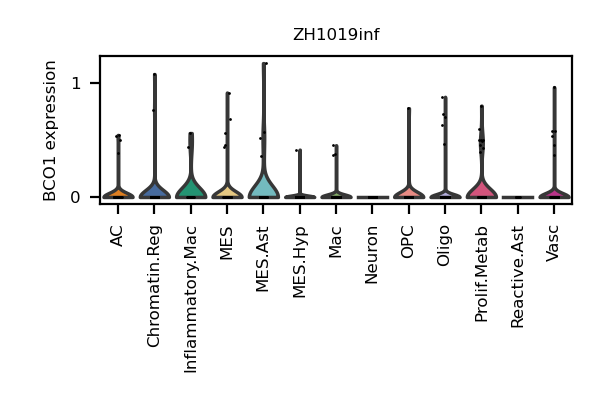 ZH1019inf
BCO1 expression
1
0
AC
Chromatin.Reg
Inflammatory.Mac
MES
MES.Ast
MES.Hyp
Mac
Neuron
OPC
Oligo
Prolif.Metab
Reactive.Ast
Vasc